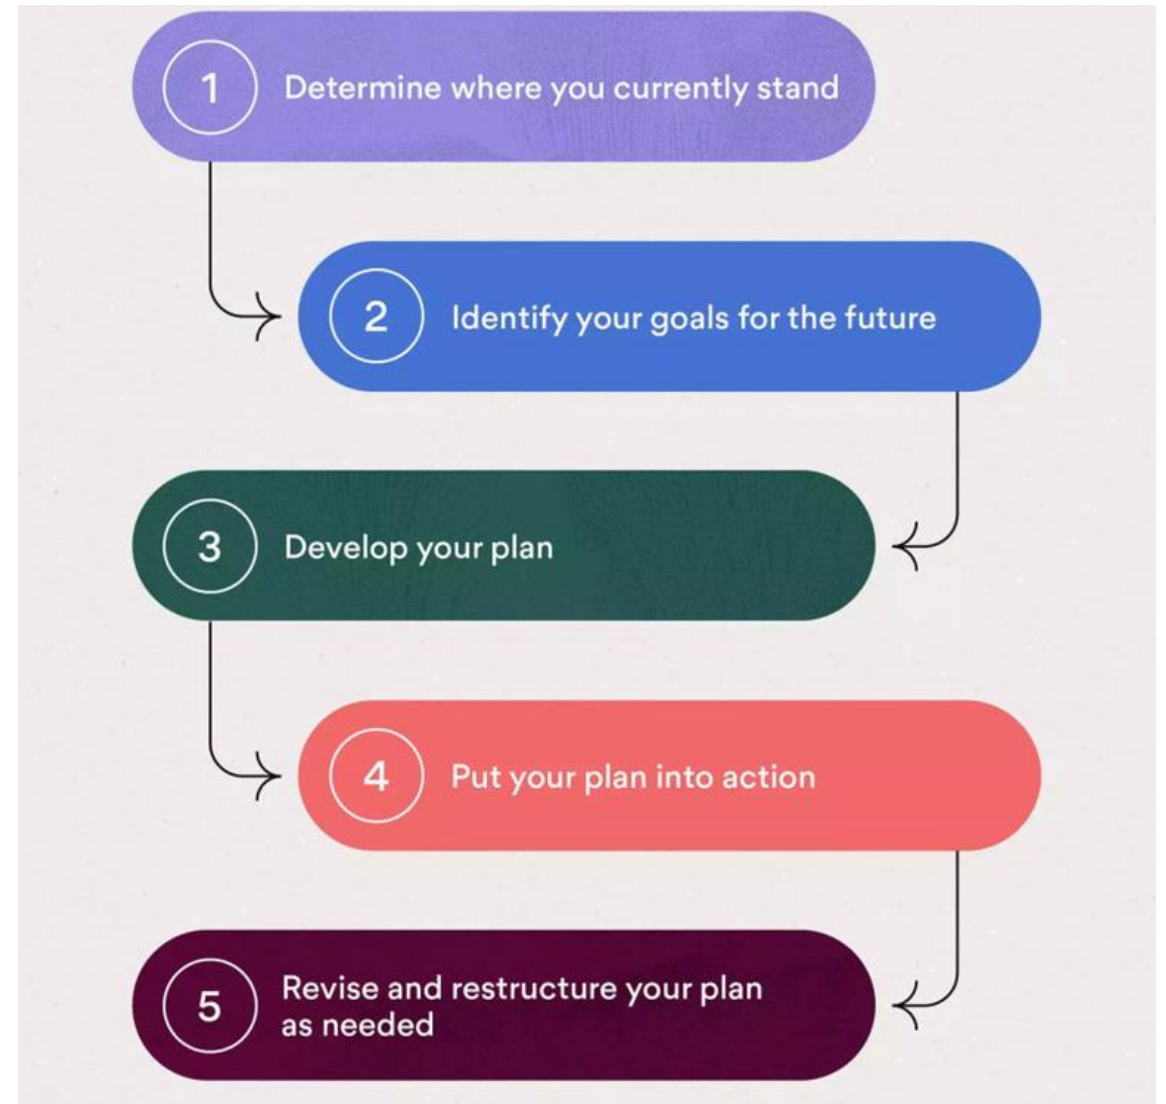 1
Determine where you currently stand
2
Identify your goals for the future
3
Develop your plan
4
Put your plan into action
5
Revise and restructure your plan
as needed